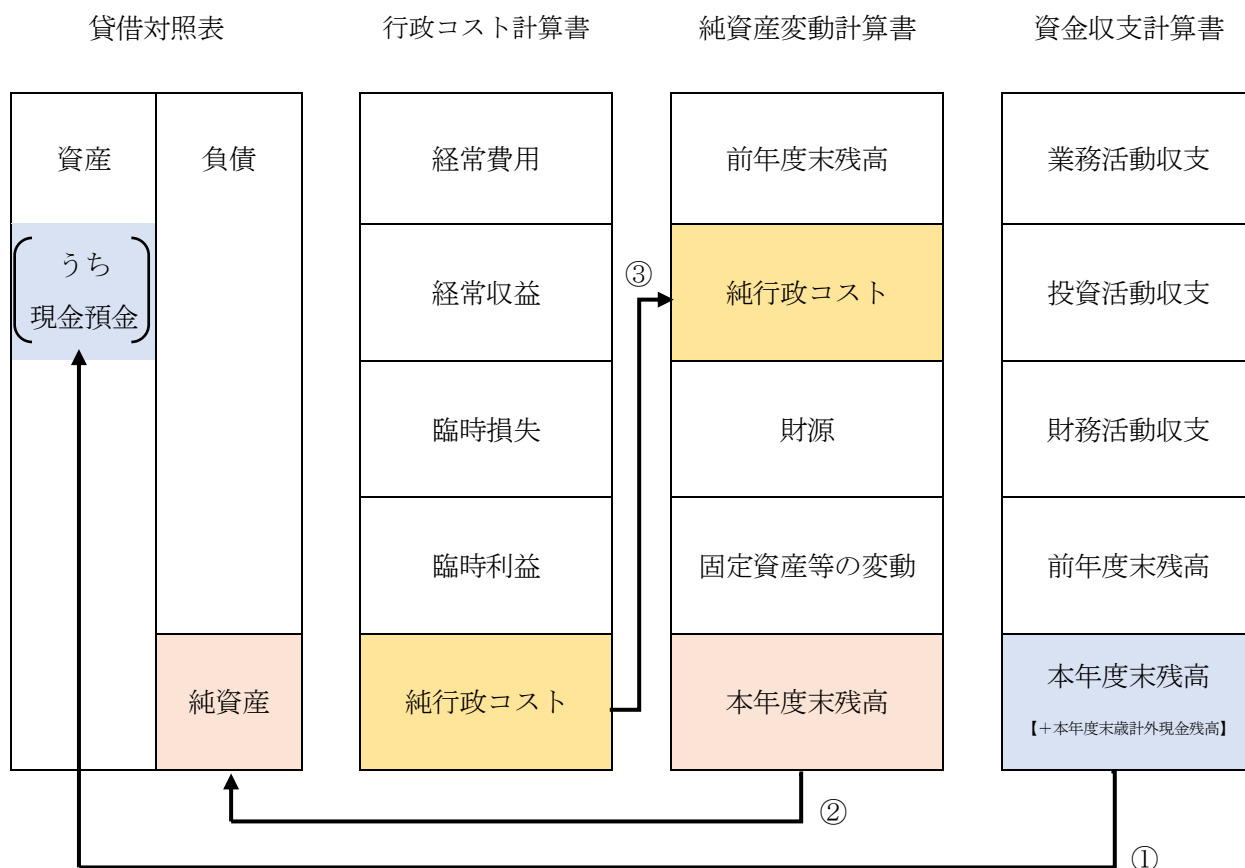 貸借対照表
行政コスト計算書
純資産変動計算書
資金収支計算書
資産
負債
経常費用
前年度末残高
業務活動収支
うち
現金預金
経常収益
③
純行政コスト
投資活動収支
臨時損失
財源
財務活動収支
臨時利益
固定資産等の変動
前年度末残高
純資産
純行政コスト
本年度末残高
本年度末残高
【+本年度末歳計外現金残高】
②
①